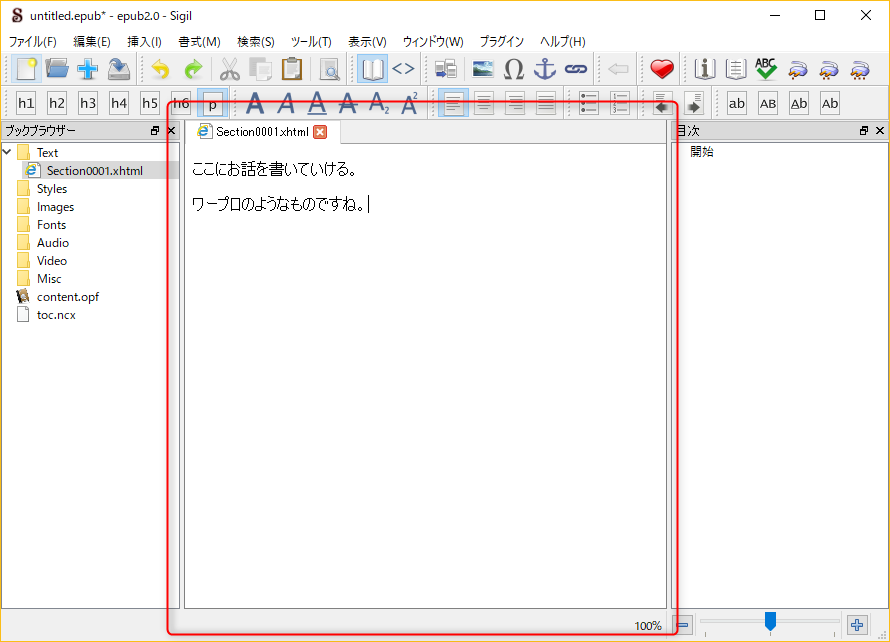 untitled.epub* - epub2.0 - Sigil
ファイル(F) 編集(E) 挿入(I) 書式(M) 検索(S) ツール(T) 表示(V) ウィンドウ(W) プラグイン ヘルプ(H)
ABC
h1 h2 h3 h4 h5 h6 p A A A A A2 A2 ab AB Ab Ab
ブックブラウザー
Section0001.xhtml
目次
Text
Section0001.xhtml
Styles
Images
Fonts
Audio
Video
Misc
content.opf
toc.ncx
ここにお話を書いていける。
ワープロのようなものですね。
開始
100%